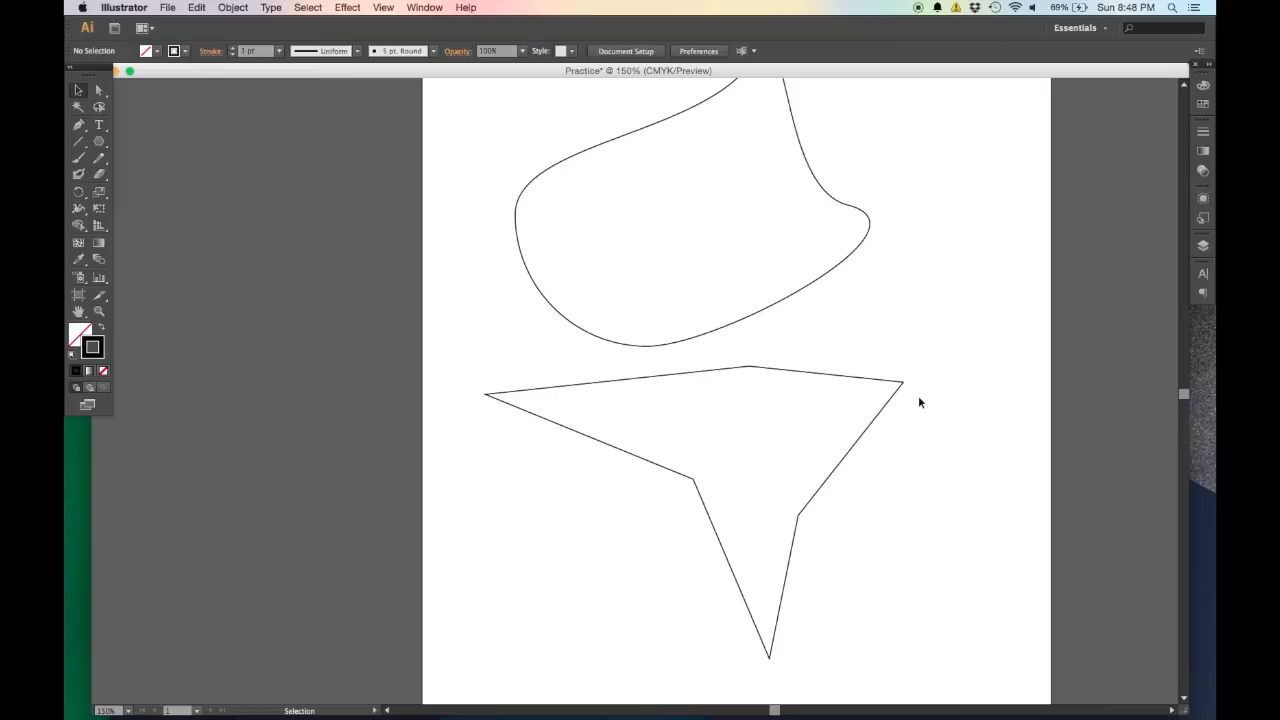 Illustrator File Edit Object Type Select Effect View Window Help 69% Sun 8:48 PM
Ai Essentials
No Selection Stroke: 1 pt Uniform 5 pt. Round Opacity: 100% Style: Document Setup Preferences
Practice* @ 150% (CMYK/Preview)
150% 1 Selection